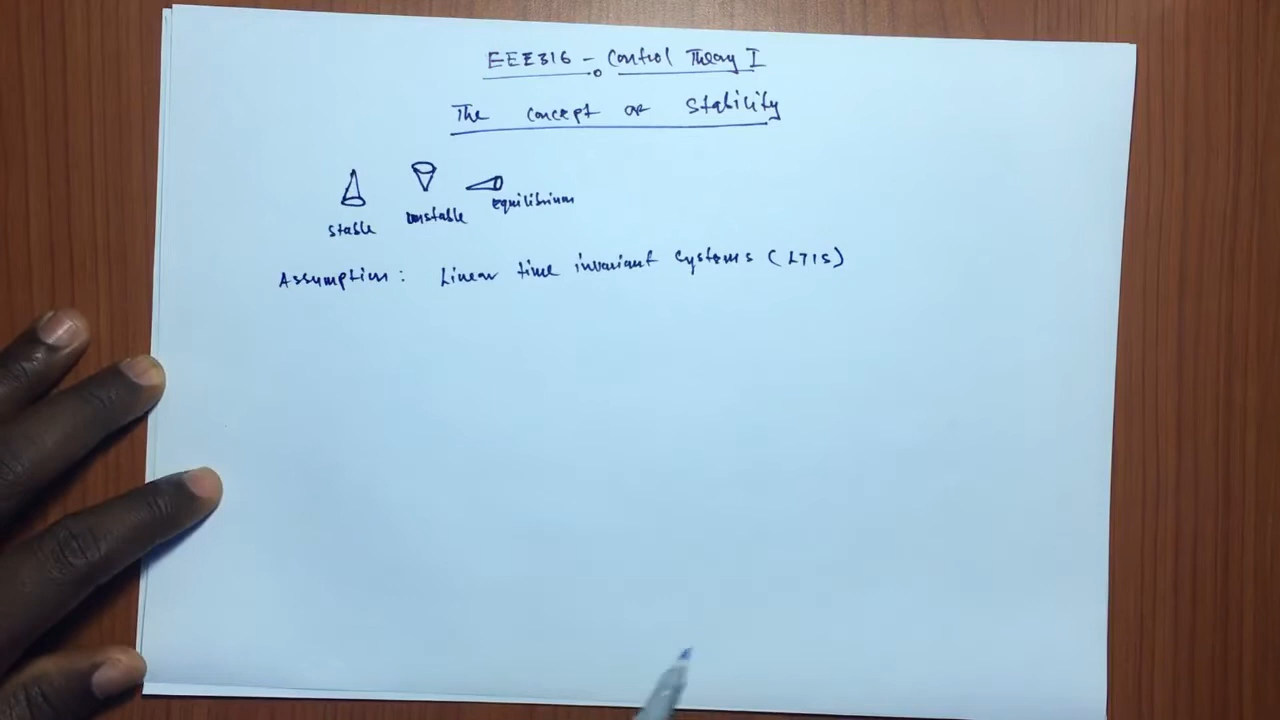 EEE316 - Control Theory I
The concept of Stability
stable unstable equilibrium
Assumption: Linear time invariant systems (LTIS)